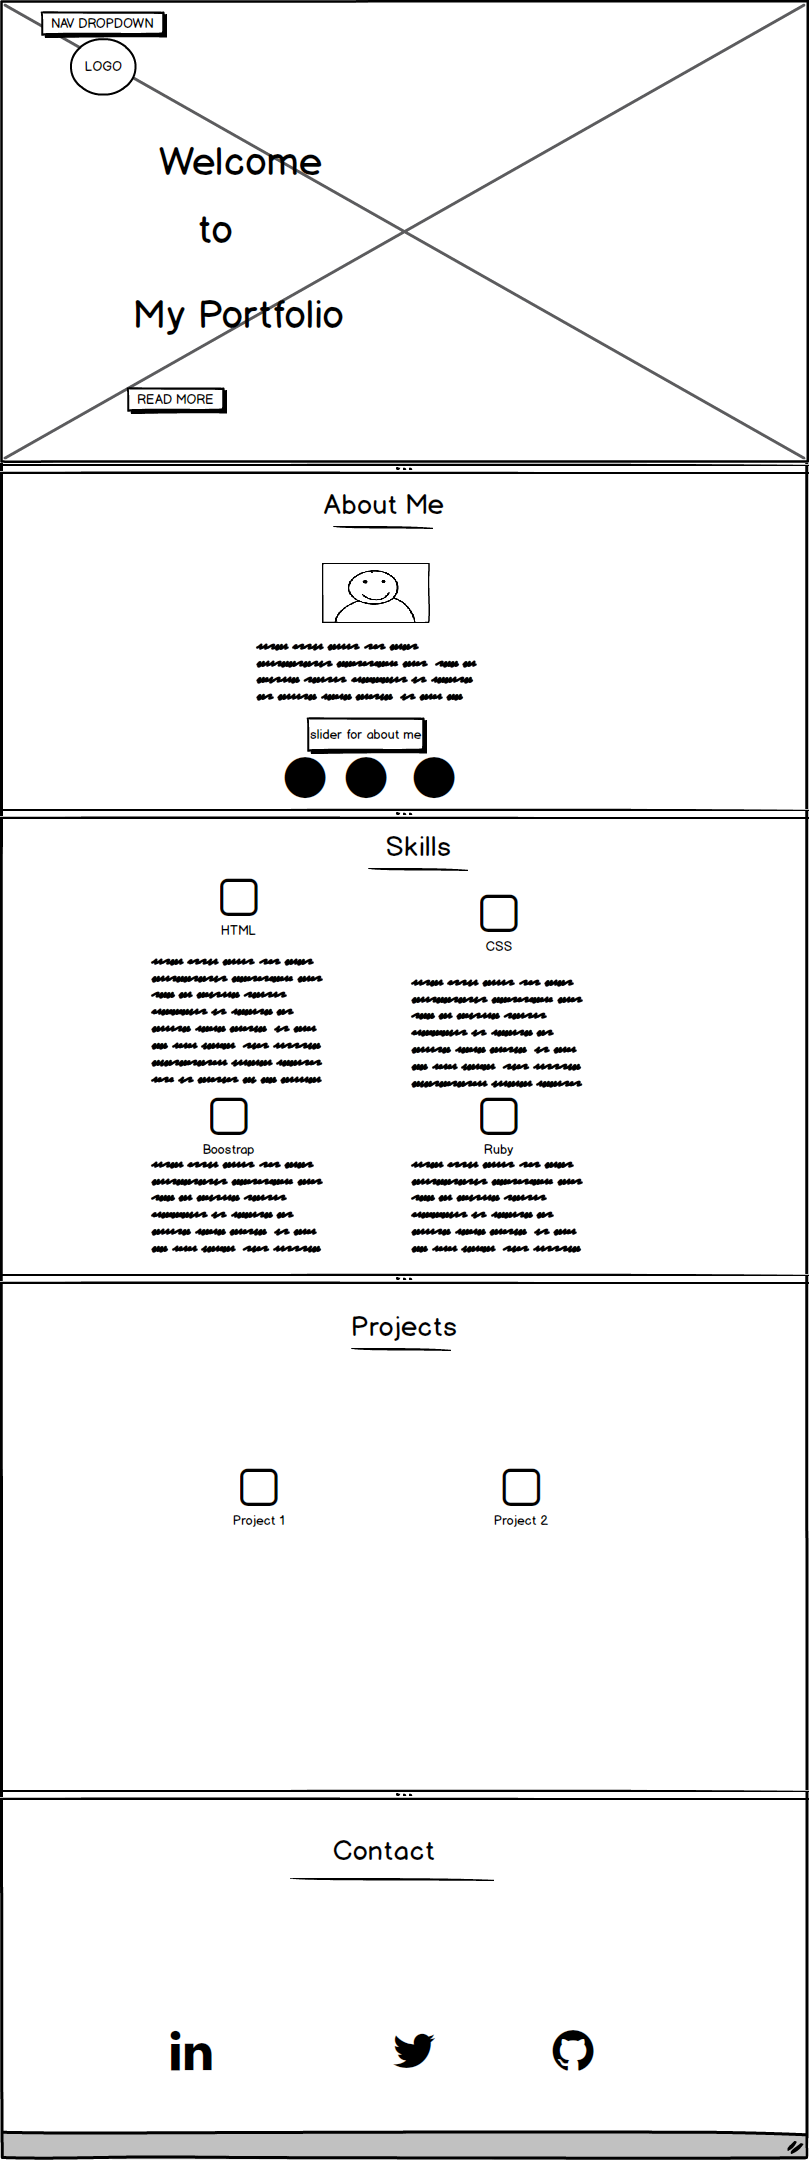 NAV DROPDOWN
LOGO
Welcome
to
My Portfolio
READ MORE
About Me
slider for about me
Skills
HTML
CSS
Boostrap
Ruby
Projects
Project 1
Project 2
Contact
in